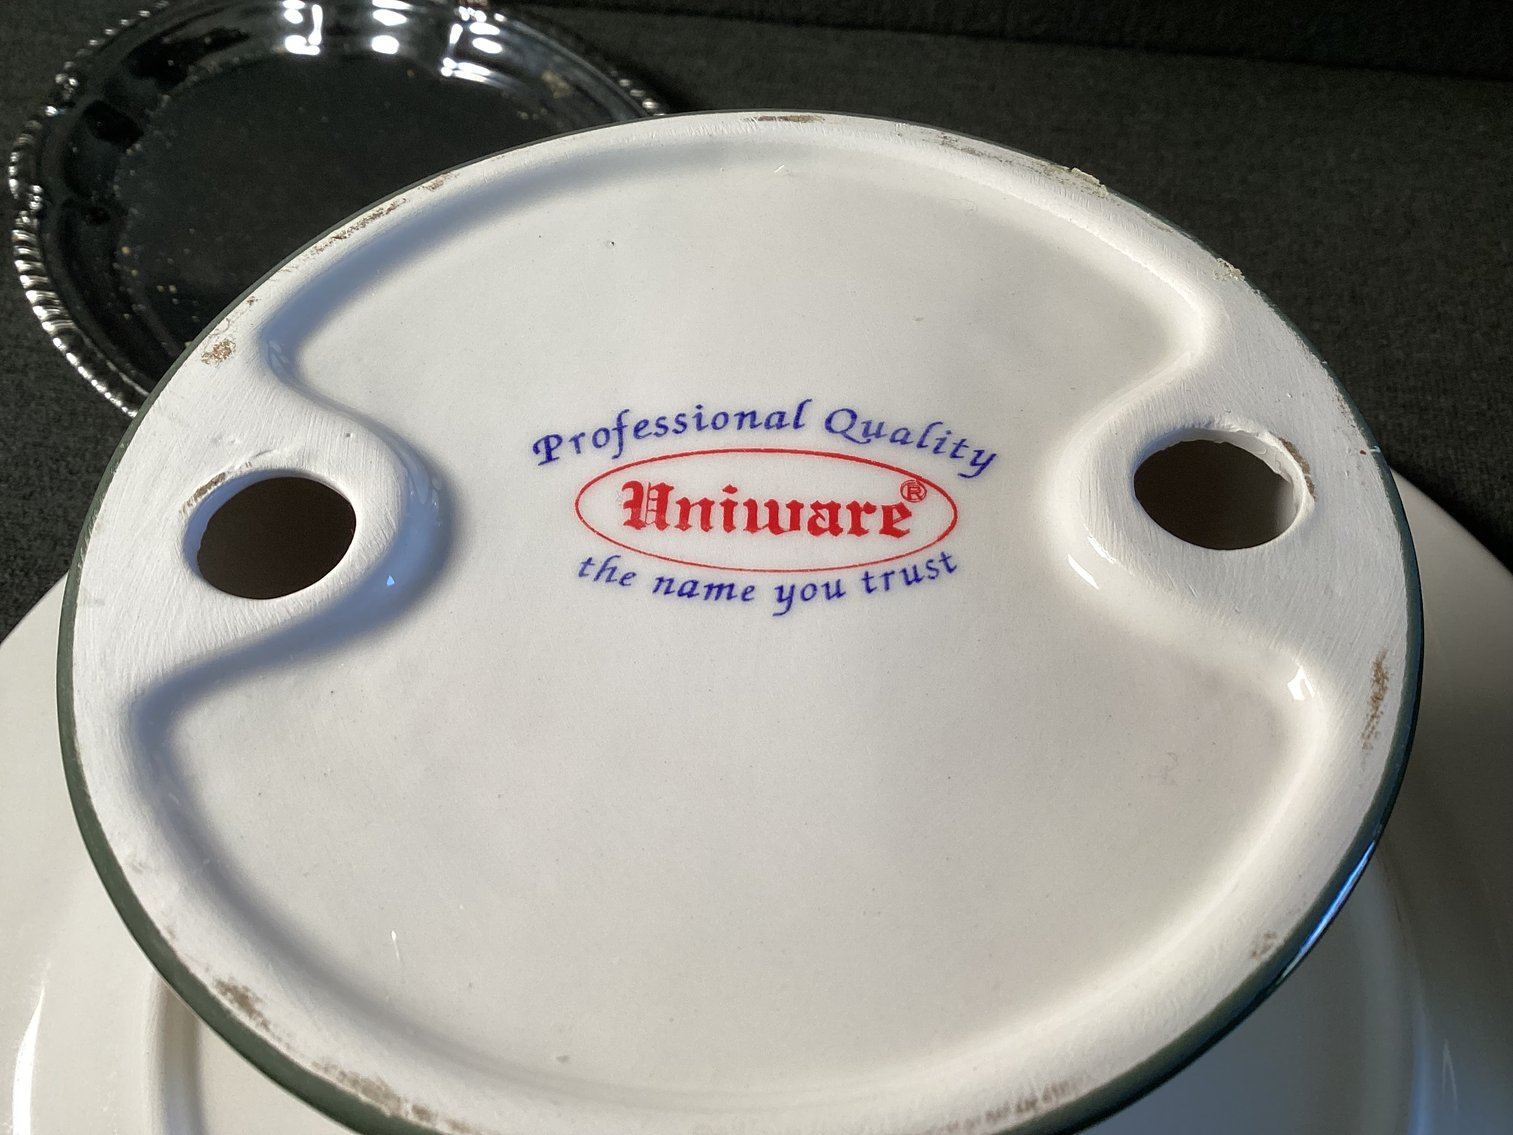 Professional Quality
Uniware®
the name you trust